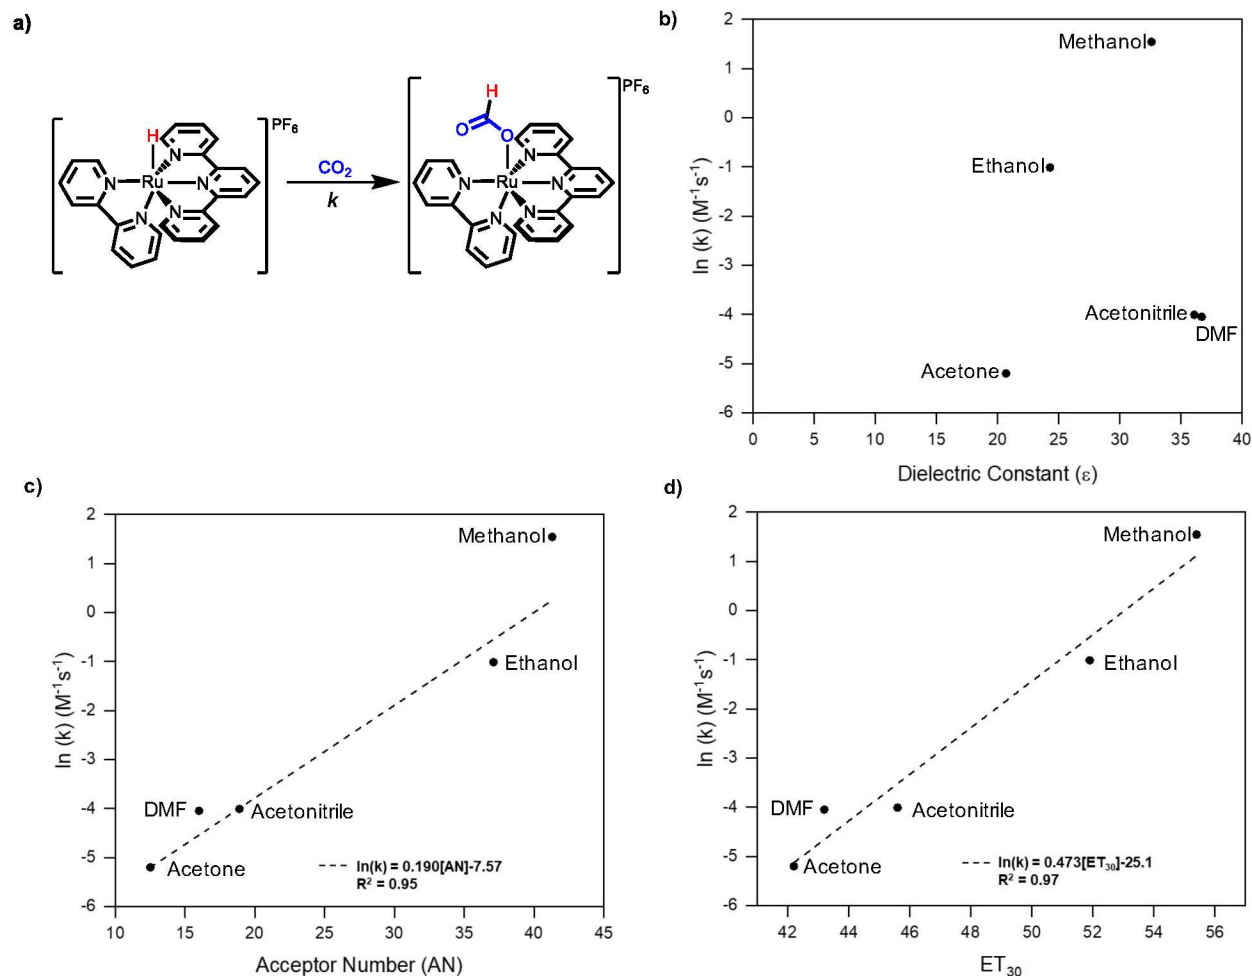 a)
H
N
N
Ru
N
N
N
PF6
CO2
k
H
O
O
N
N
Ru
N
N
N
PF6
b)
2
1
0
-1
-2
-3
-4
-5
-6
ln (k) (M-1s-1)
Methanol
Ethanol
Acetonitrile
DMF
Acetone
0 5 10 15 20 25 30 35 40
Dielectric Constant (ε)
c)
2
1
0
-1
-2
-3
-4
-5
-6
ln (k) (M-1s-1)
Methanol
Ethanol
DMF
Acetonitrile
Acetone
ln(k) = 0.190[AN]-7.57
R2 = 0.95
10 15 20 25 30 35 40 45
Acceptor Number (AN)
d)
2
1
0
-1
-2
-3
-4
-5
-6
ln (k) (M-1s-1)
Methanol
Ethanol
DMF
Acetonitrile
Acetone
ln(k) = 0.473[ET30]-25.1
R2 = 0.97
42 44 46 48 50 52 54 56
ET30